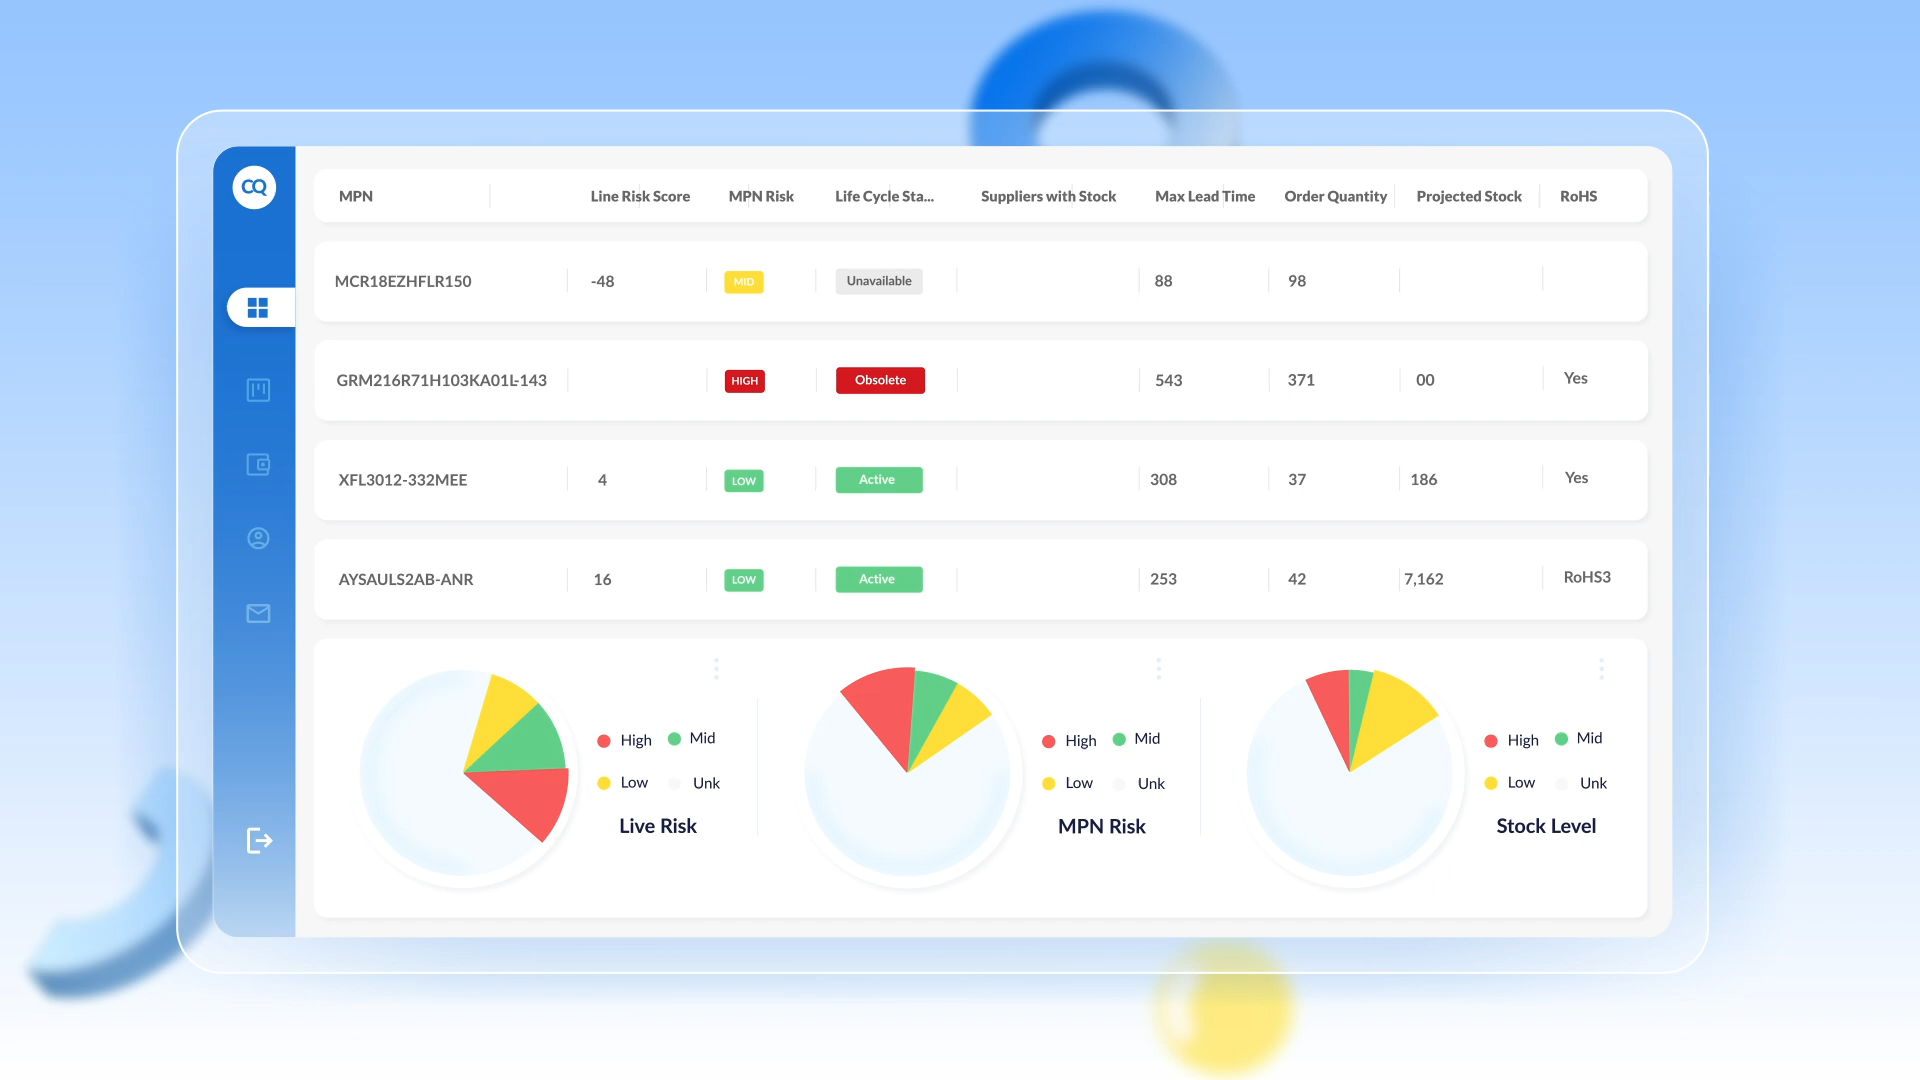 CQ
MPN Line Risk Score MPN Risk Life Cycle Sta... Suppliers with Stock Max Lead Time Order Quantity Projected Stock RoHS
MCR18EZHFLR150 -48 MID Unavailable 88 98
GRM216R71H103KA01L-143 HIGH Obsolete 543 371 00 Yes
XFL3012-332MEE 4 LOW Active 308 37 186 Yes
AYSAULS2AB-ANR 16 LOW Active 253 42 7,162 RoHS3
High Mid
Low Unk
Live Risk
High Mid
Low Unk
MPN Risk
High Mid
Low Unk
Stock Level